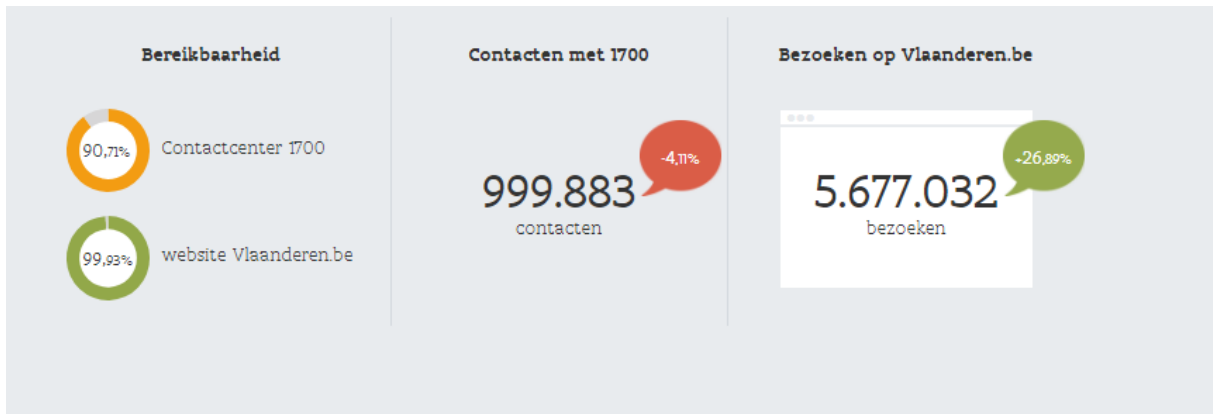 Bereikbaarheid
90,71%
Contactcenter 1700
99,93%
website Vlaanderen.be
Contacten met 1700
-4,11%
999.883
contacten
Bezoeken op Vlaanderen.be
+26,89%
5.677.032
bezoeken